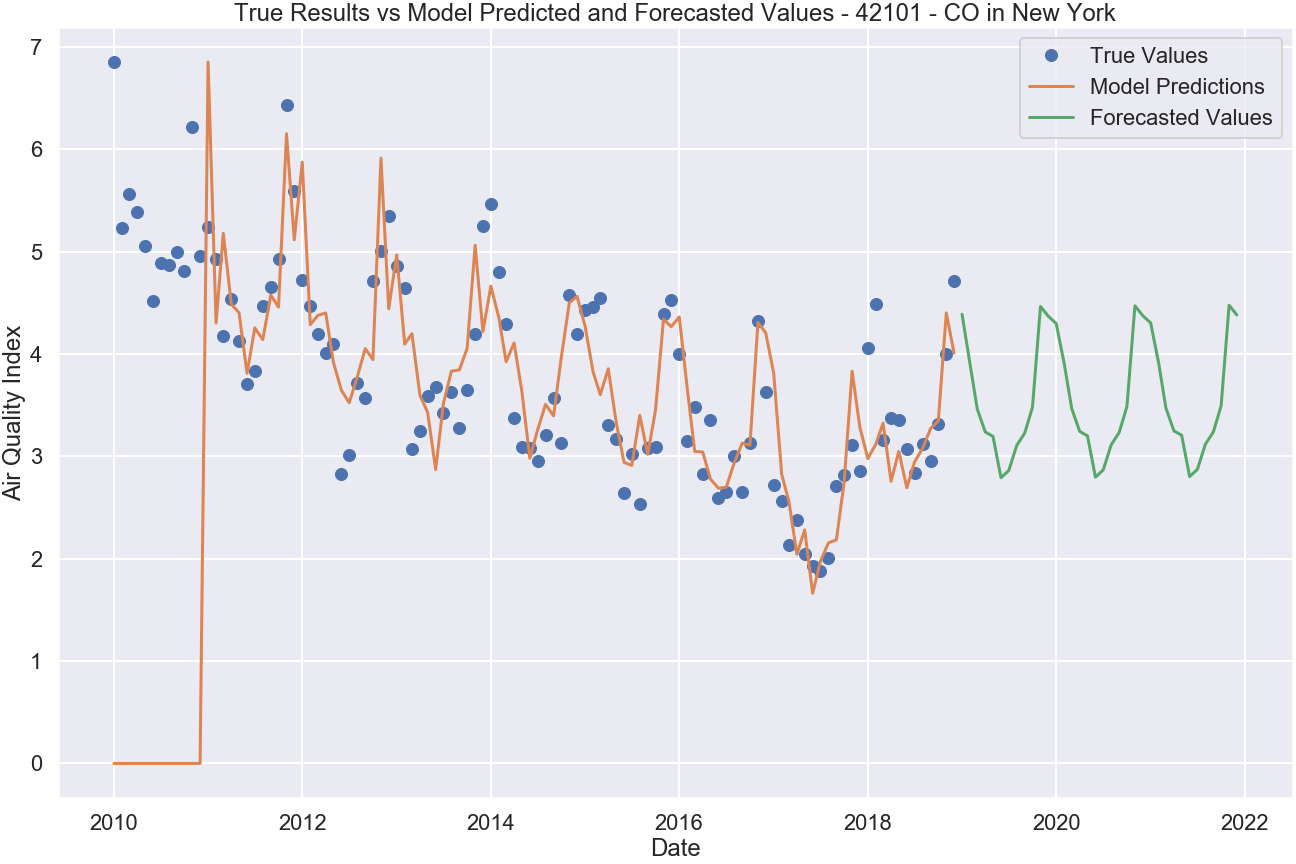 True Results vs Model Predicted and Forecasted Values - 42101 - CO in New York
True Values
Model Predictions
Forecasted Values
Air Quality Index
7
6
5
4
3
2
1
0
2010 2012 2014 2016 2018 2020 2022
Date